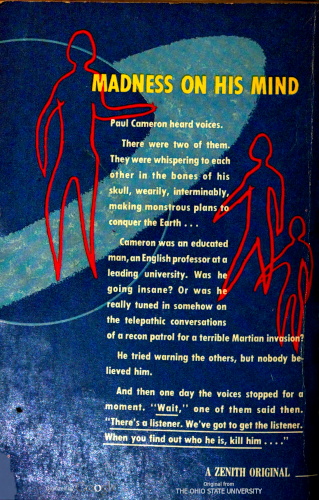 MADNESS ON HIS MIND
Paul Cameron heard voices.
There were two of them.
They were whispering to each
other in the bones of his
skull, wearily, interminably,
making monstrous plans to
conquer the Earth . . .
Cameron was an educated
man, an English professor at a
leading university. Was he
going insane? Or was he
really tuned in somehow on
the telepathic conversations
of a recon patrol for a terrible Martian invasion?
He tried warning the others, but nobody be-
lieved him.
And then one day the voices stopped for a
moment. "Wait," one of them said then.
"There's a listener. We've got to get the listener.
When you find out who he is, kill him . . . ."
A ZENITH ORIGINAL
Original from
THE OHIO STATE UNIVERSITY